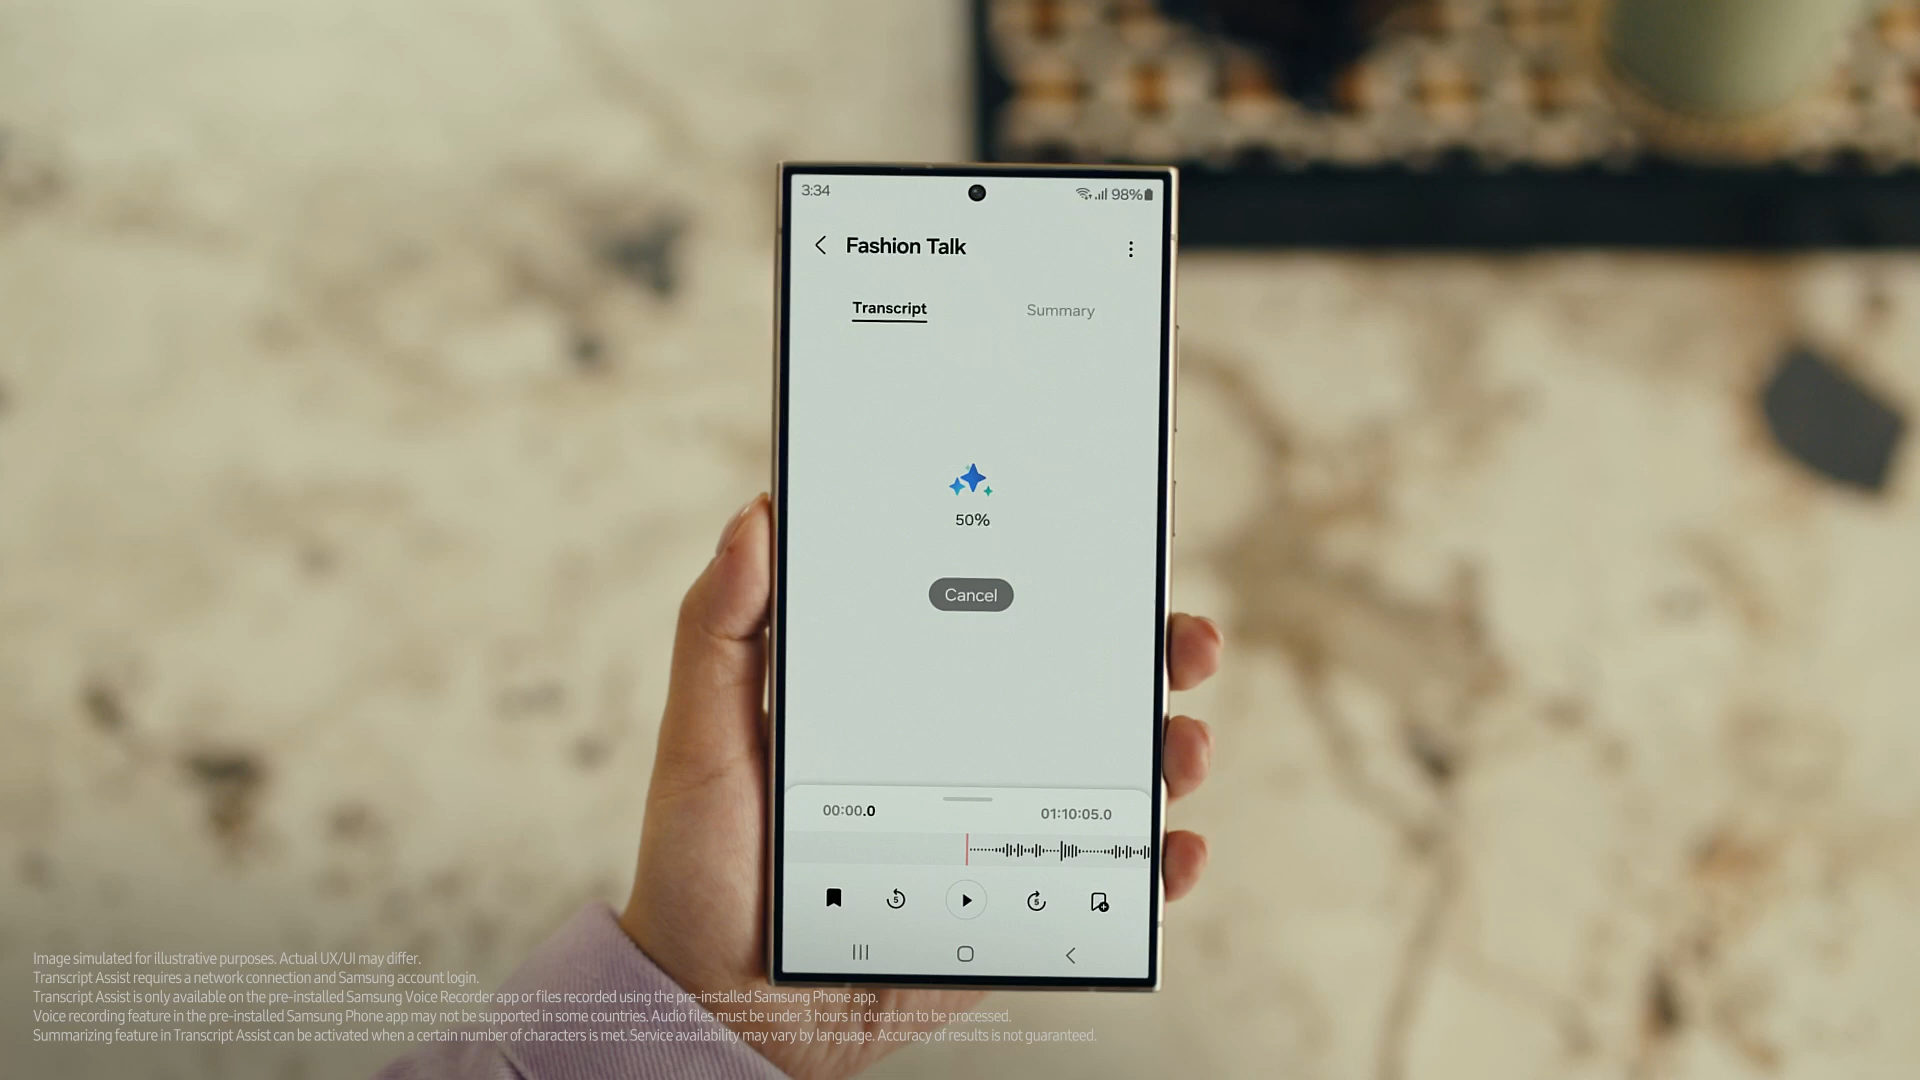 3:34
98%
Fashion Talk
Transcript
Summary
50%
Cancel
00:00.0
01:10:05.0
5
5
Image simulated for illustrative purposes. Actual UX/UI may differ.
Transcript Assist requires a network connection and Samsung account login.
Transcript Assist is only available on the pre-installed Samsung Voice Recorder app or files recorded using the pre-installed Samsung Phone app.
Voice recording feature in the pre-installed Samsung Phone app may not be supported in some countries. Audio files must be under 3 hours in duration to be processed.
Summarizing feature in Transcript Assist can be activated when a certain number of characters is met. Service availability may vary by language. Accuracy of results is not guaranteed.